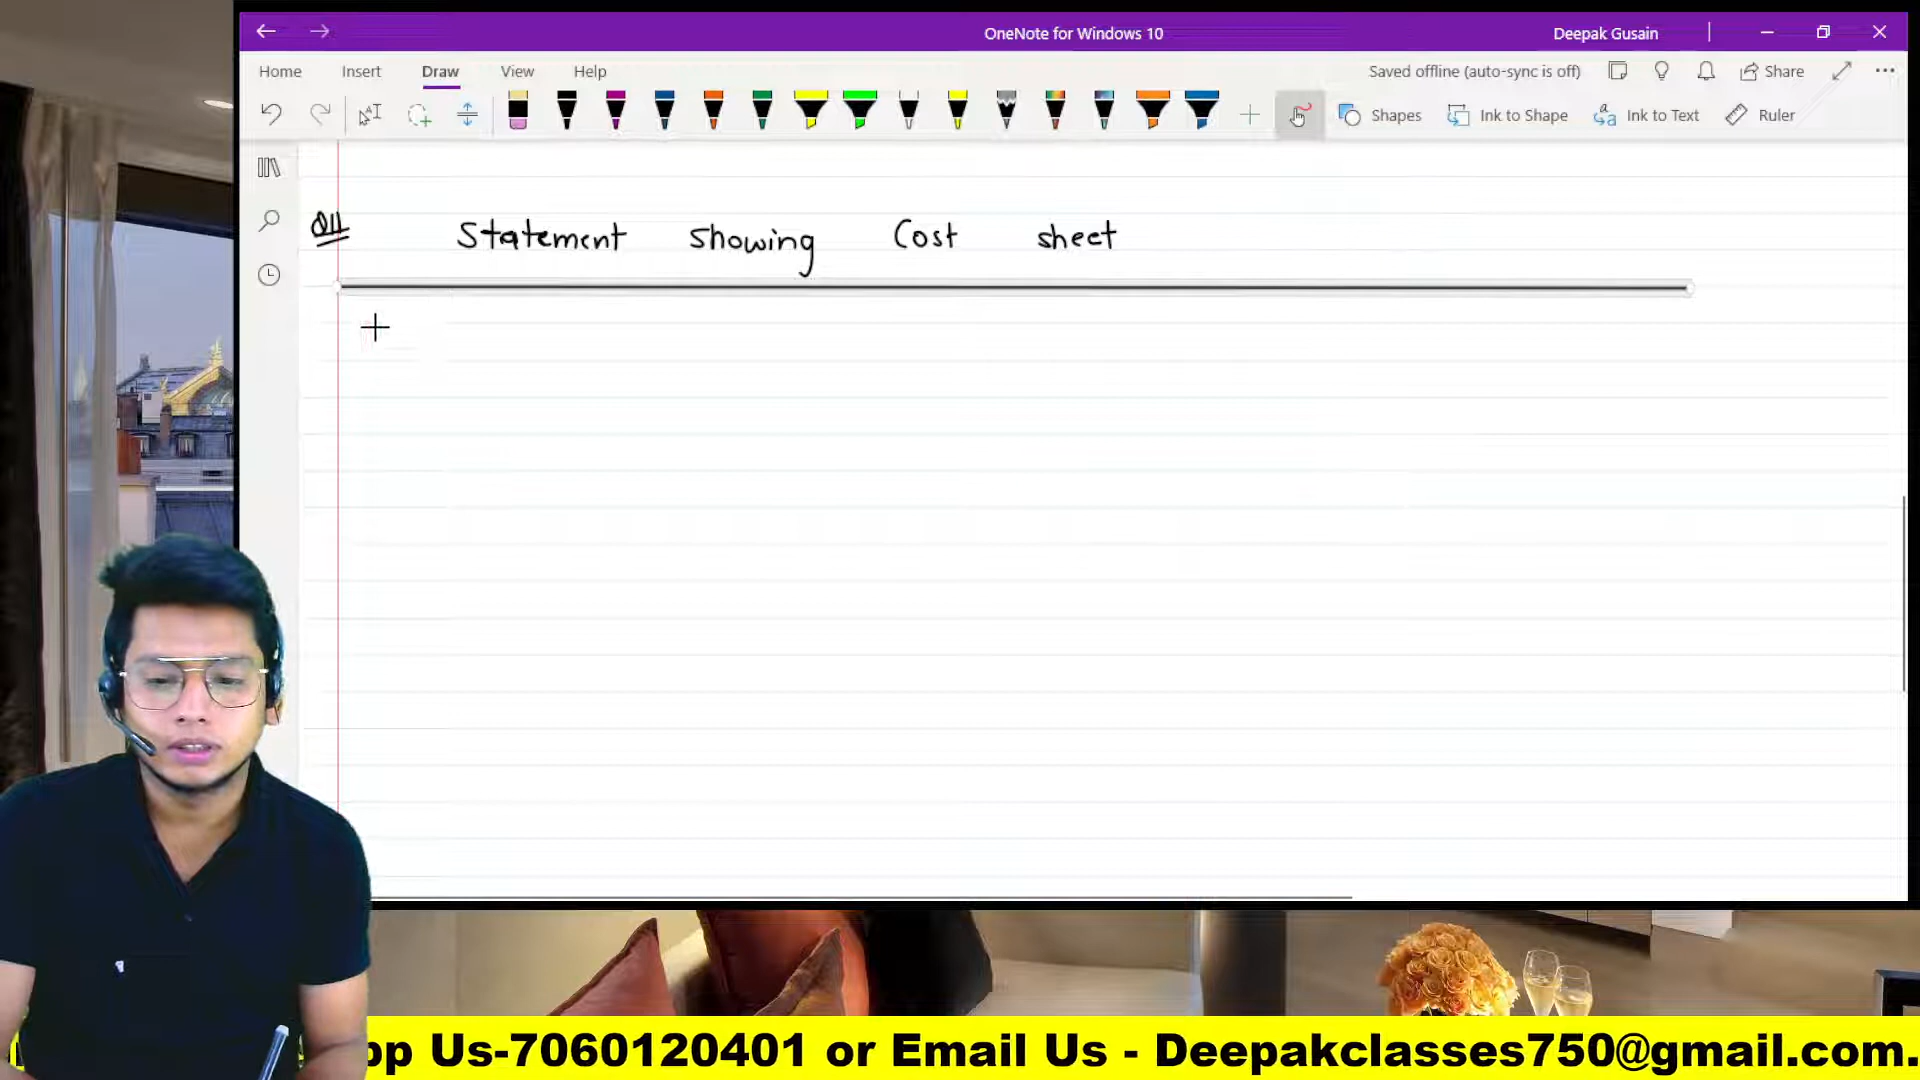 OneNote for Windows 10
Deepak Gusain
Home Insert Draw View Help
Saved offline (auto-sync is off)
Share
Shapes
Ink to Shape
Ink to Text
Ruler
Statement showing Cost sheet
pp Us-7060120401 or Email Us - Deepakclasses750@gmail.com.